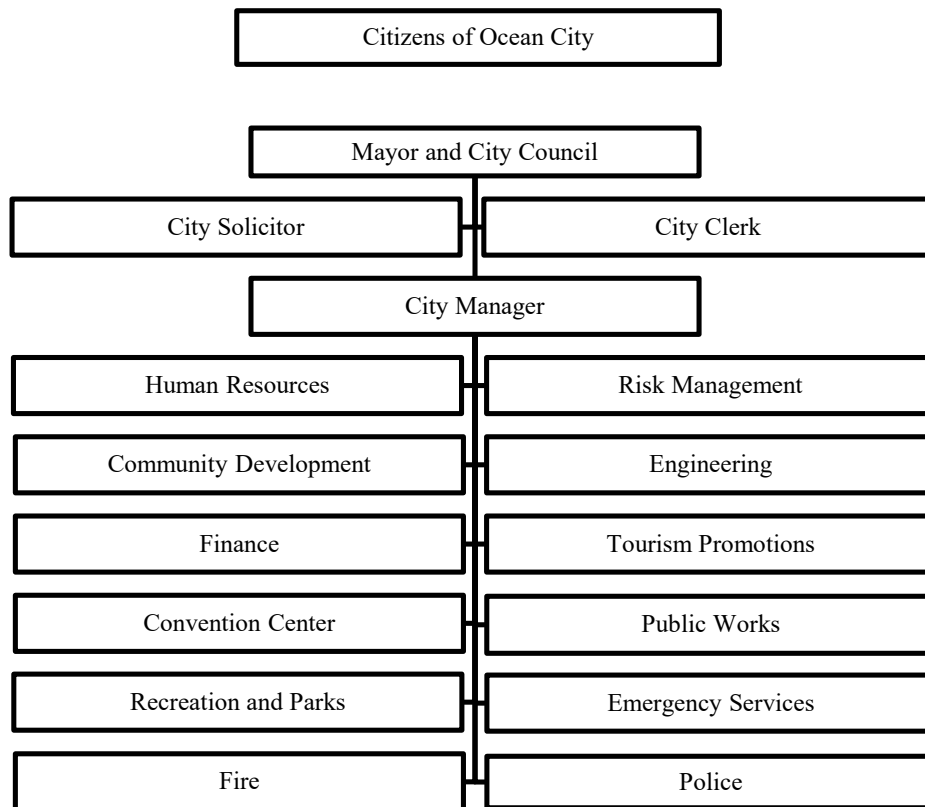 Citizens of Ocean City
Mayor and City Council
City Solicitor
City Clerk
City Manager
Human Resources
Risk Management
Community Development
Engineering
Finance
Tourism Promotions
Convention Center
Public Works
Recreation and Parks
Emergency Services
Fire
Police